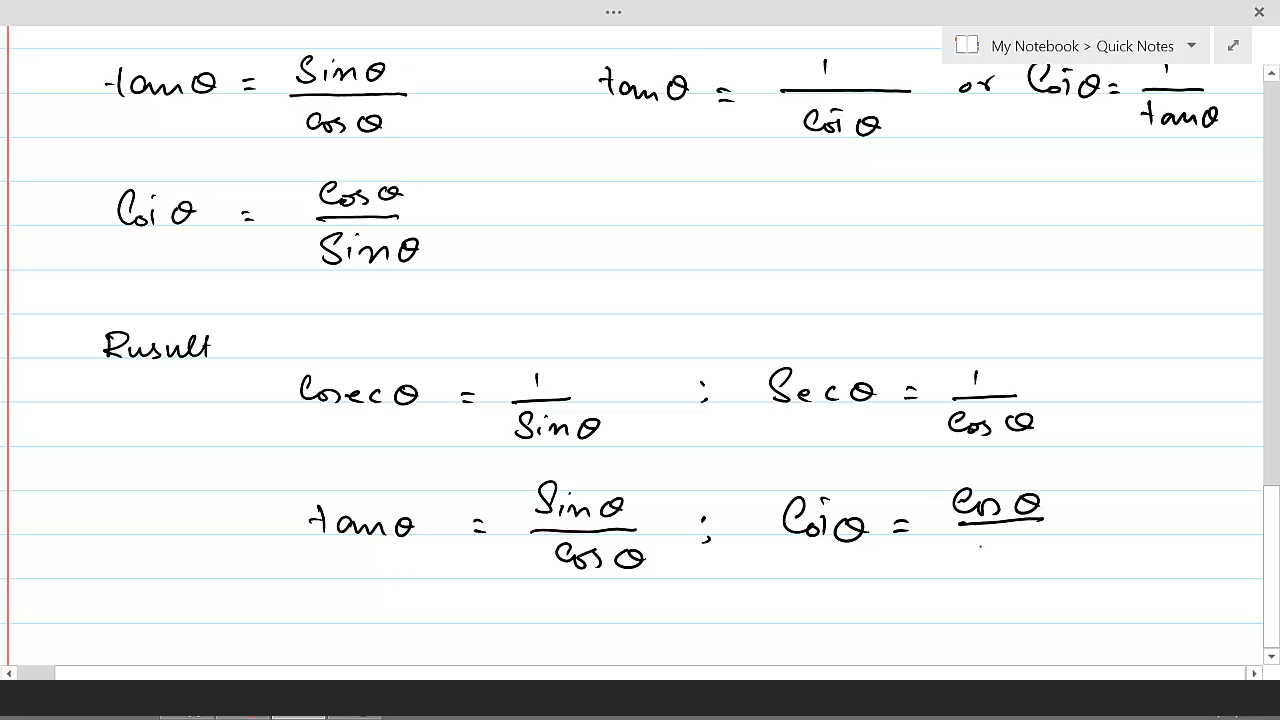 My Notebook > Quick Notes
tanθ = Sinθ / cosθ    tanθ = 1 / Cotθ or Cotθ = 1 / tanθ
Cotθ = Cosθ / Sinθ
Rusult
Cosecθ = 1 / Sinθ ; Secθ = 1 / Cosθ
tanθ = Sinθ / Cosθ ; Cotθ = Cosθ /